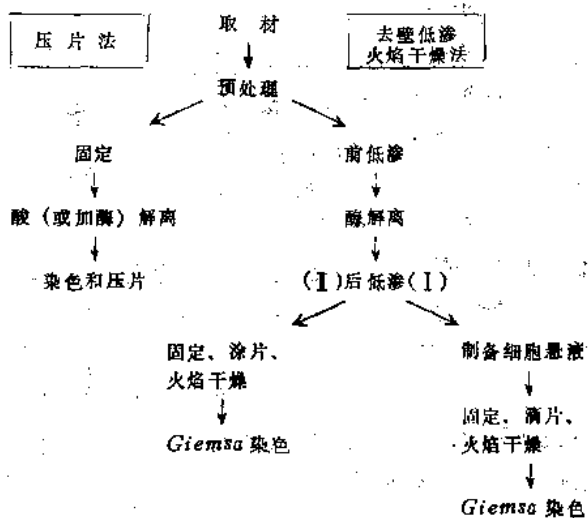 压片法
取材
去壁低渗
火焰干燥法
预处理
固定
前低渗
酸（或加酶）解离
酶解离
染色和压片
（Ⅱ）后低渗（Ⅰ）
固定、涂片、
火焰干燥
制备细胞悬液
Giemsa 染色
固定、滴片、
火焰干燥
Giemsa 染色